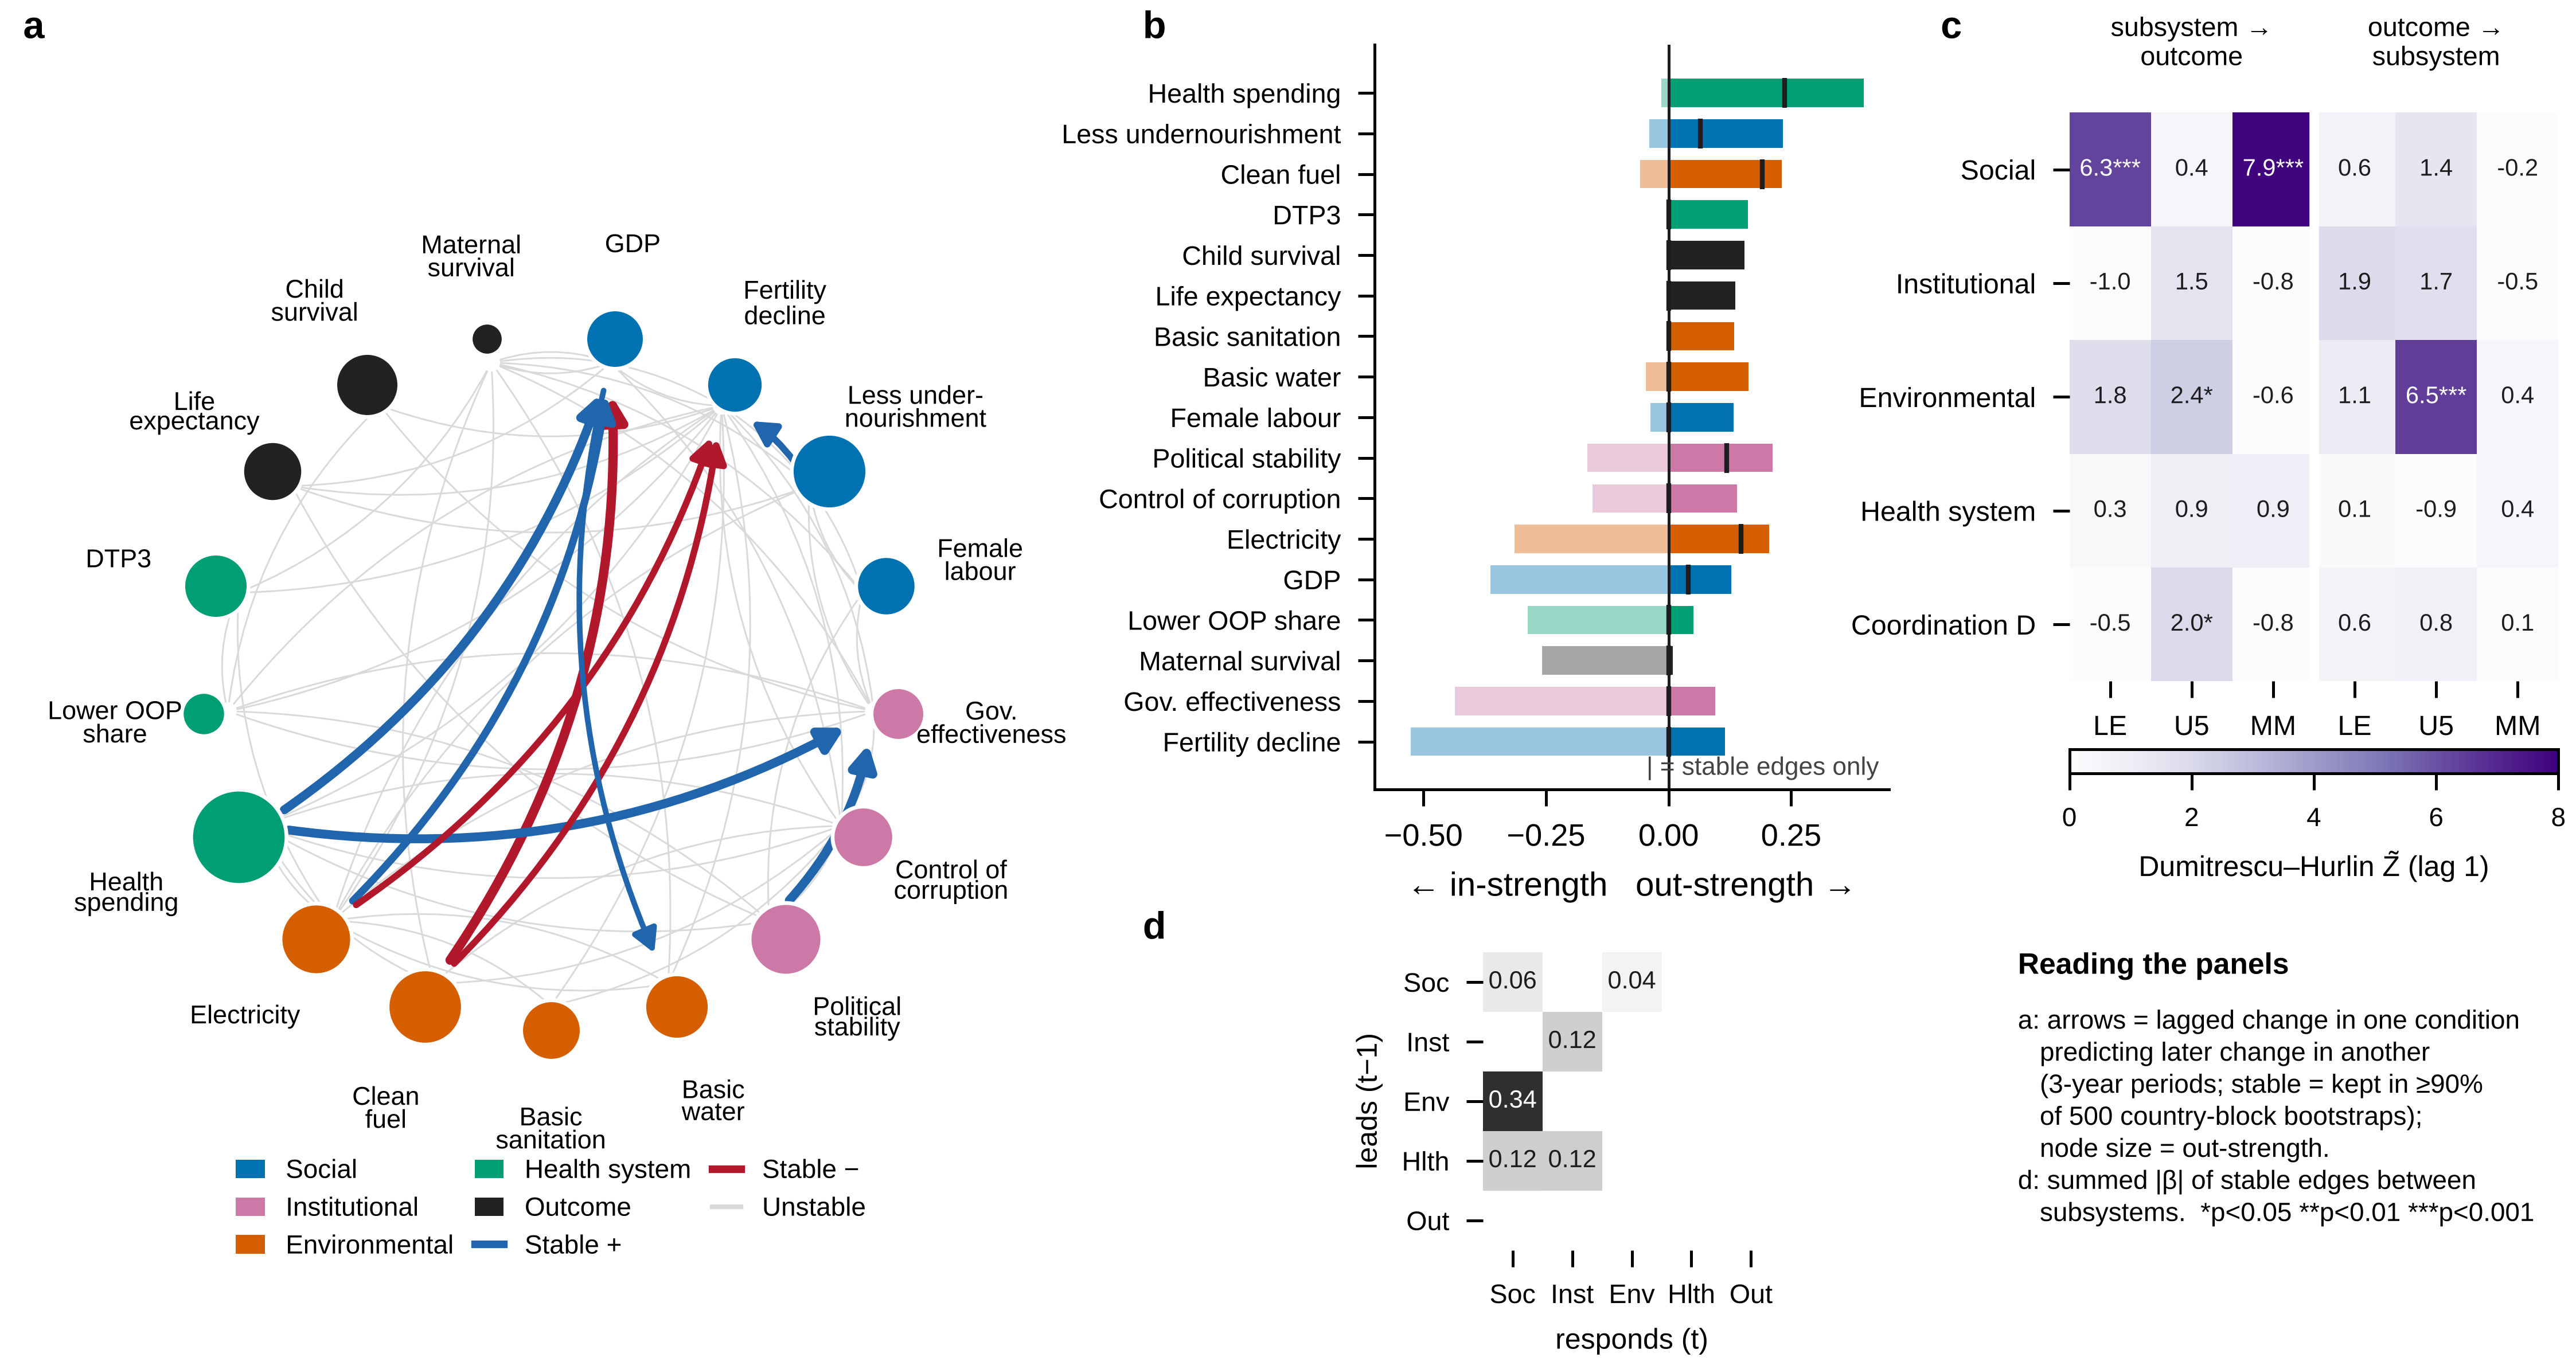 a
Maternal
survival
GDP
Child
survival
Fertility
decline
Life
expectancy
Less under-
nourishment
DTP3
Female
labour
Lower OOP
share
Gov.
effectiveness
Health
spending
Control of
corruption
Electricity
Political
stability
Clean
fuel
Basic
sanitation
Basic
water
Social
Institutional
Environmental
Health system
Outcome
Stable +
Stable −
Unstable
b
Health spending
Less undernourishment
Clean fuel
DTP3
Child survival
Life expectancy
Basic sanitation
Basic water
Female labour
Political stability
Control of corruption
Electricity
GDP
Lower OOP share
Maternal survival
Gov. effectiveness
Fertility decline
| = stable edges only
−0.50 −0.25 0.00 0.25
← in-strength out-strength →
c
subsystem →
outcome
outcome →
subsystem
Social 6.3*** 0.4 7.9*** 0.6 1.4 -0.2
Institutional -1.0 1.5 -0.8 1.9 1.7 -0.5
Environmental 1.8 2.4* -0.6 1.1 6.5*** 0.4
Health system 0.3 0.9 0.9 0.1 -0.9 0.4
Coordination D -0.5 2.0* -0.8 0.6 0.8 0.1
LE U5 MM LE U5 MM
0 2 4 6 8
Dumitrescu–Hurlin Z̃ (lag 1)
d
leads (t−1)
Soc 0.06 0.04
Inst 0.12
Env 0.34
Hlth 0.12 0.12
Out
Soc Inst Env Hlth Out
responds (t)
Reading the panels
a: arrows = lagged change in one condition
predicting later change in another
(3-year periods; stable = kept in ≥90%
of 500 country-block bootstraps);
node size = out-strength.
d: summed |β| of stable edges between
subsystems. *p<0.05 **p<0.01 ***p<0.001